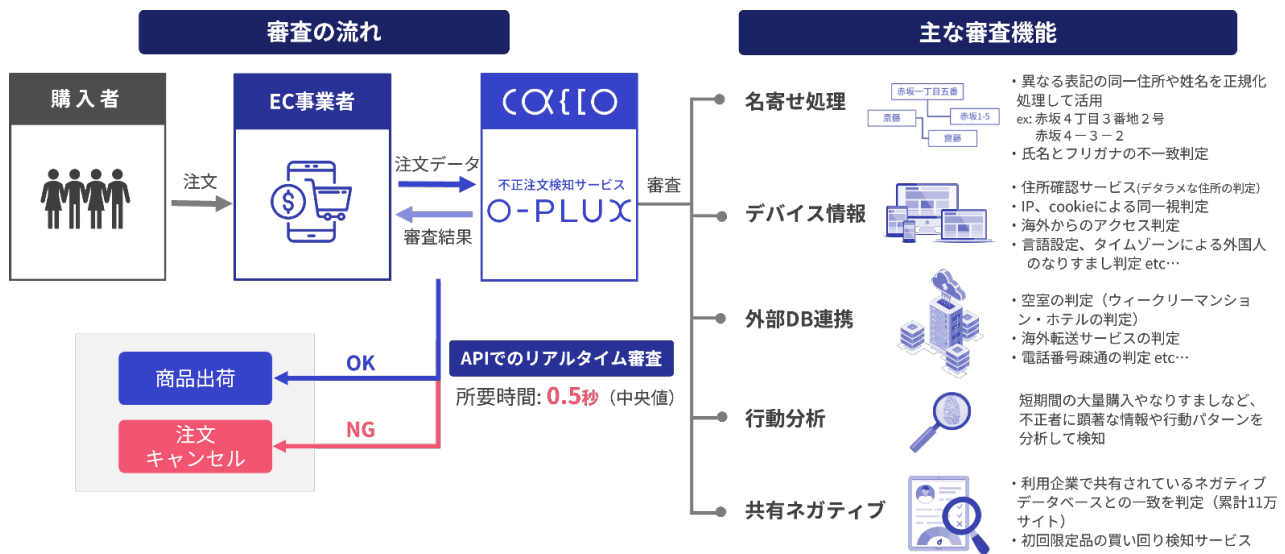 審査の流れ
購入者
注文
EC事業者
注文データ
審査結果
cacco
不正注文検知サービス
O-PLUX
審査
OK
商品出荷
NG
注文
キャンセル
APIでのリアルタイム審査
所要時間: 0.5秒（中央値）
主な審査機能
名寄せ処理
赤坂一丁目五番
斎藤
赤坂1-5
齋藤
・異なる表記の同一住所や姓名を正規化
処理して活用
ex: 赤坂４丁目３番地２号
赤坂４－３－２
・氏名とフリガナの不一致判定
デバイス情報
・住所確認サービス(デタラメな住所の判定)
・IP、cookieによる同一視判定
・海外からのアクセス判定
・言語設定、タイムゾーンによる外国人
のなりすまし判定 etc…
外部DB連携
・空室の判定（ウィークリーマンショ
ン・ホテルの判定）
・海外転送サービスの判定
・電話番号疎通の判定 etc…
行動分析
短期間の大量購入やなりすましなど、
不正者に顕著な情報や行動パターンを
分析して検知
共有ネガティブ
・利用企業で共有されているネガティブ
データベースとの一致を判定（累計11万
サイト）
・初回限定品の買い回り検知サービス